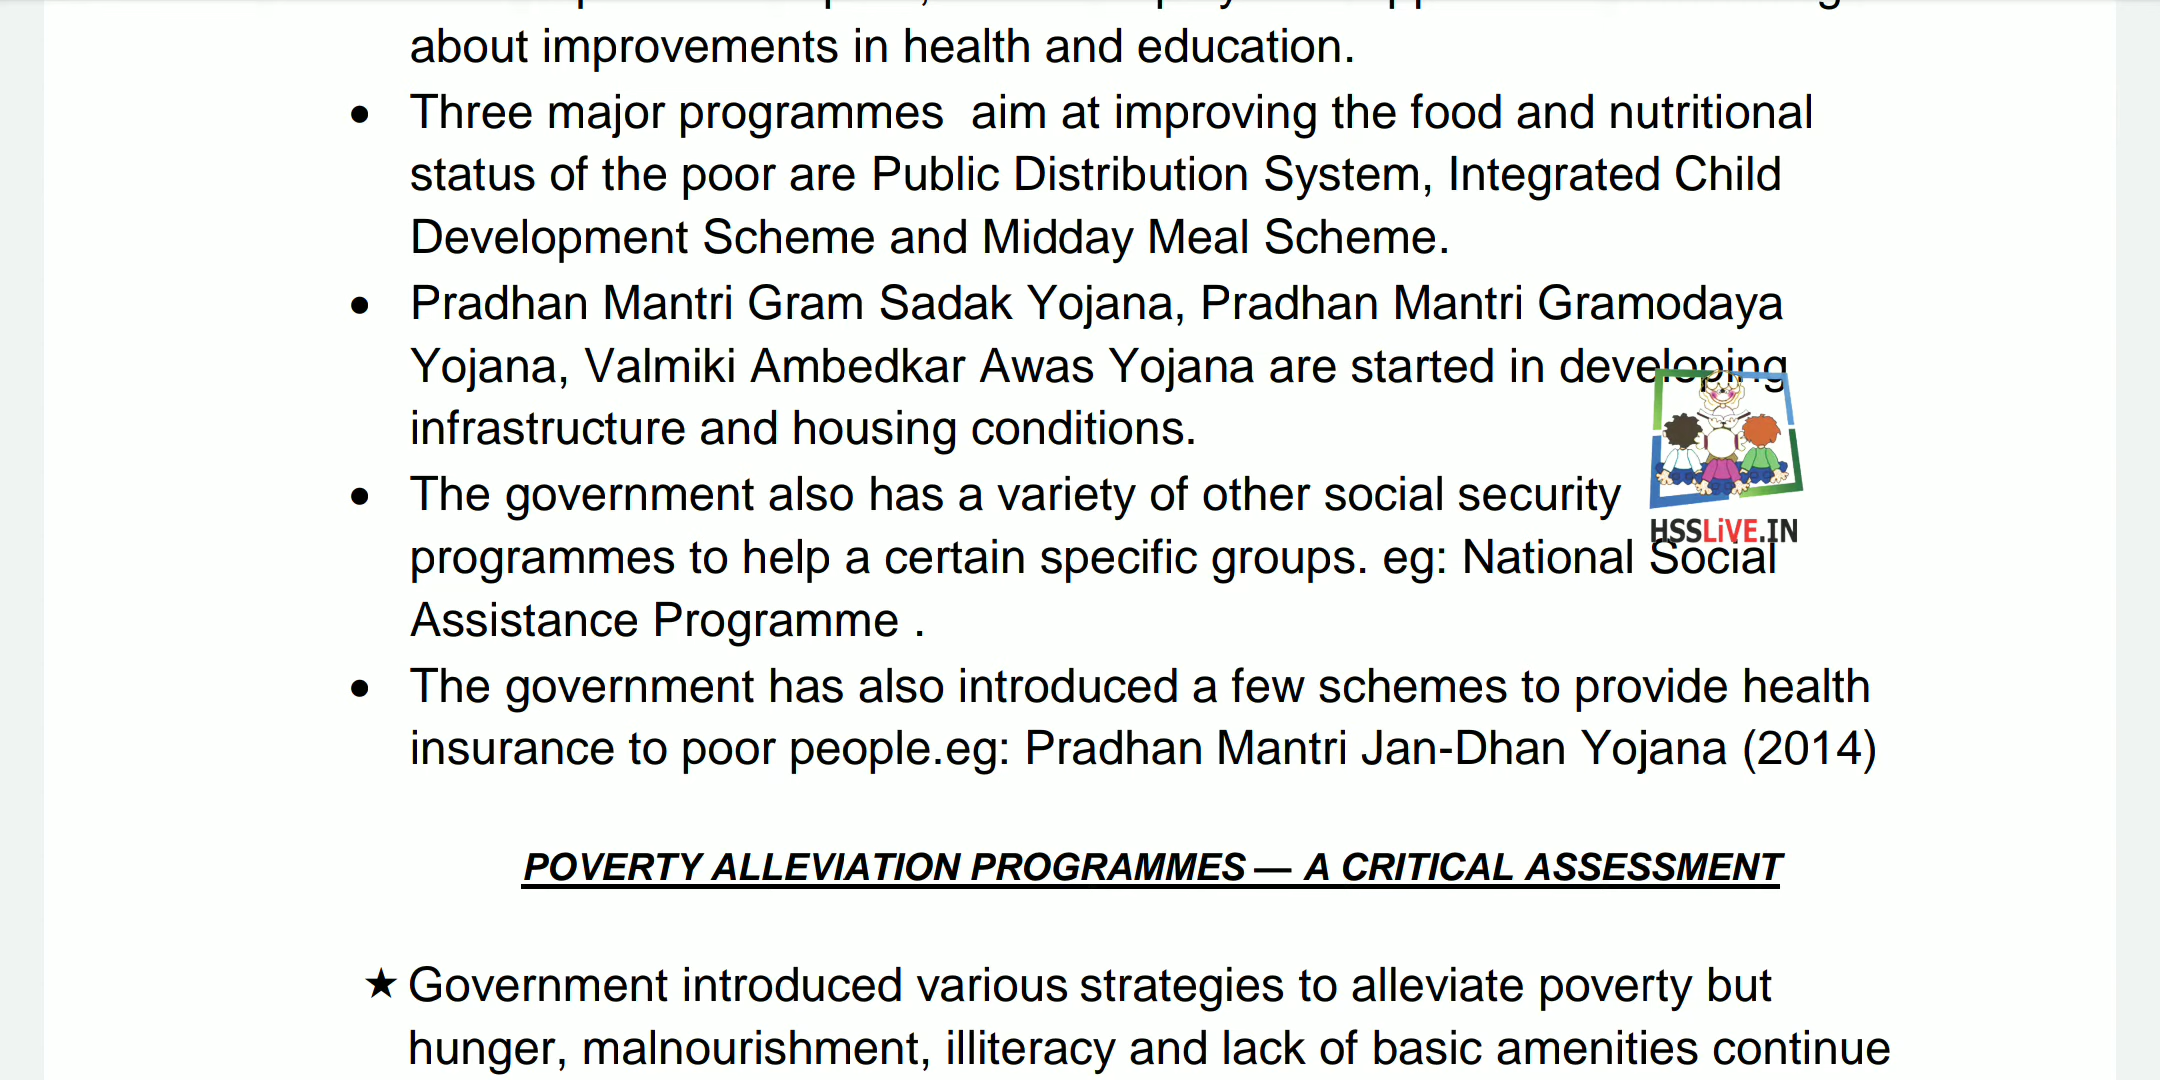 about improvements in health and education.
● Three major programmes aim at improving the food and nutritional
status of the poor are Public Distribution System, Integrated Child
Development Scheme and Midday Meal Scheme.
● Pradhan Mantri Gram Sadak Yojana, Pradhan Mantri Gramodaya
Yojana, Valmiki Ambedkar Awas Yojana are started in developing
infrastructure and housing conditions.
● The government also has a variety of other social security
HSSLiVE.IN
programmes to help a certain specific groups. eg: National Social
Assistance Programme .
● The government has also introduced a few schemes to provide health
insurance to poor people.eg: Pradhan Mantri Jan-Dhan Yojana (2014)
POVERTY ALLEVIATION PROGRAMMES — A CRITICAL ASSESSMENT
★ Government introduced various strategies to alleviate poverty but
hunger, malnourishment, illiteracy and lack of basic amenities continue